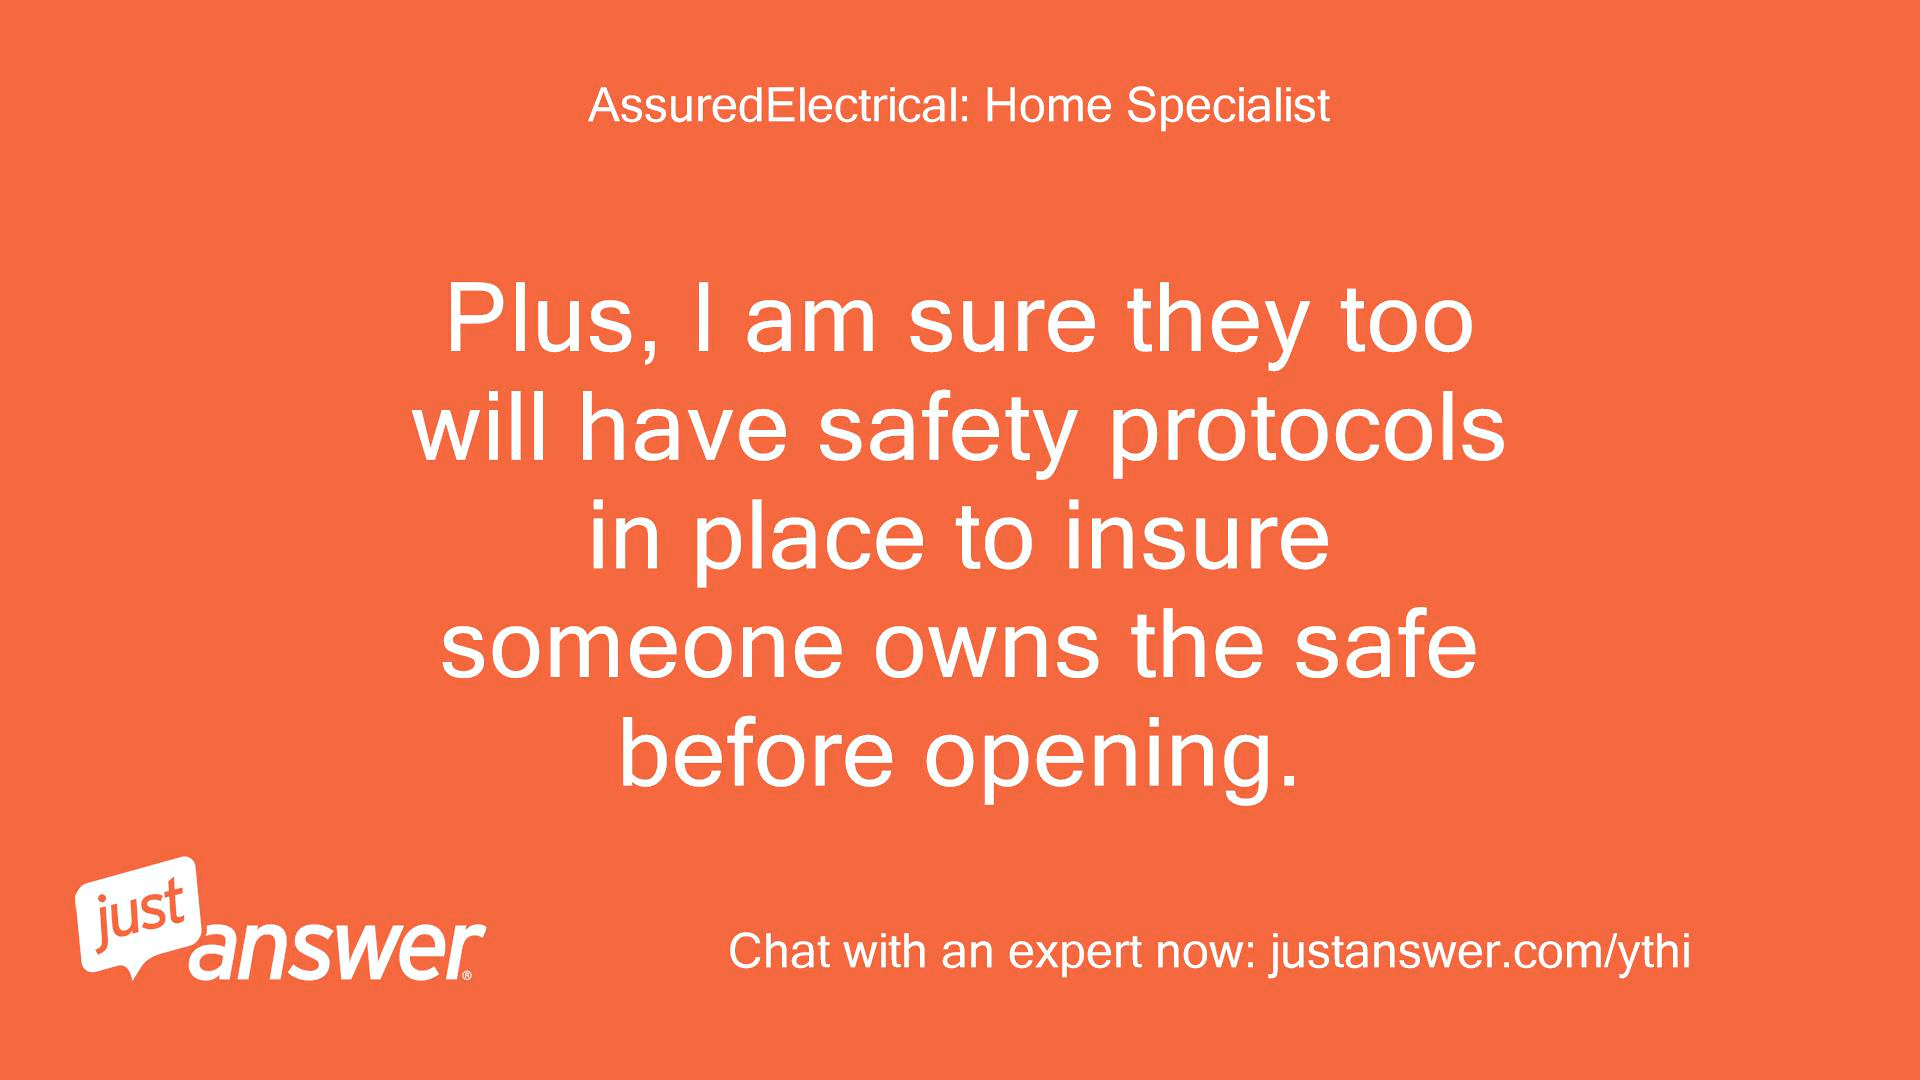 AssuredElectrical: Home Specialist
Plus, I am sure they too
will have safety protocols
in place to insure
someone owns the safe
before opening.
just
answer®
Chat with an expert now: justanswer.com/ythi